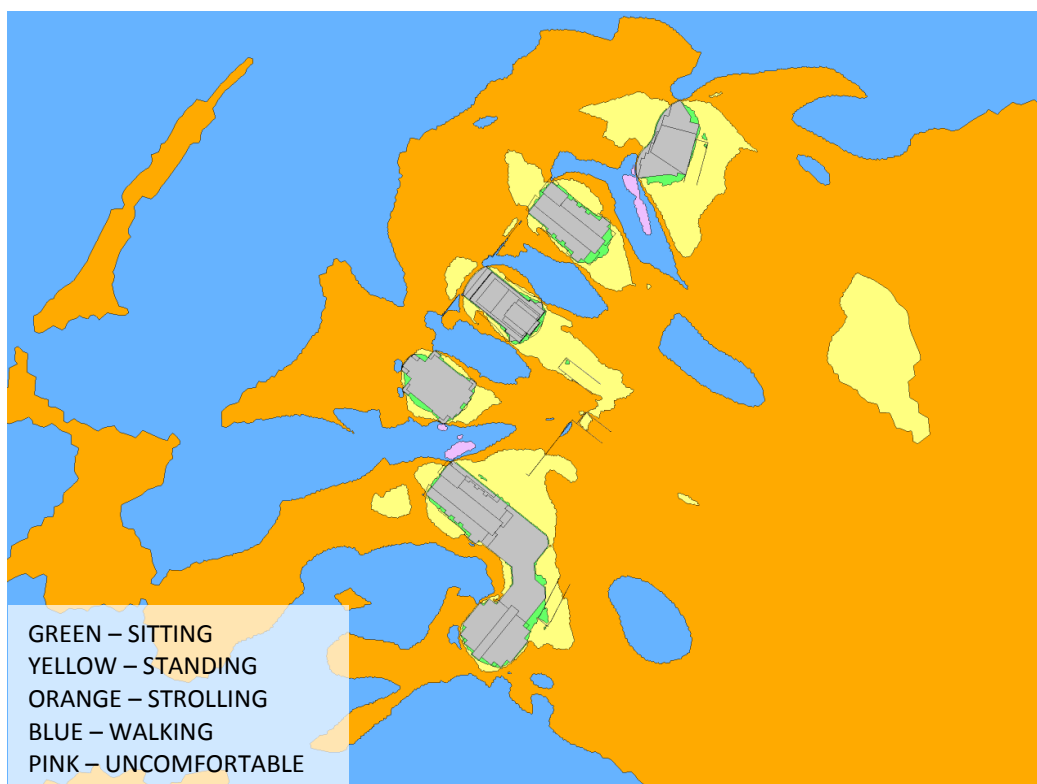 GREEN – SITTING
YELLOW – STANDING
ORANGE – STROLLING
BLUE – WALKING
PINK – UNCOMFORTABLE